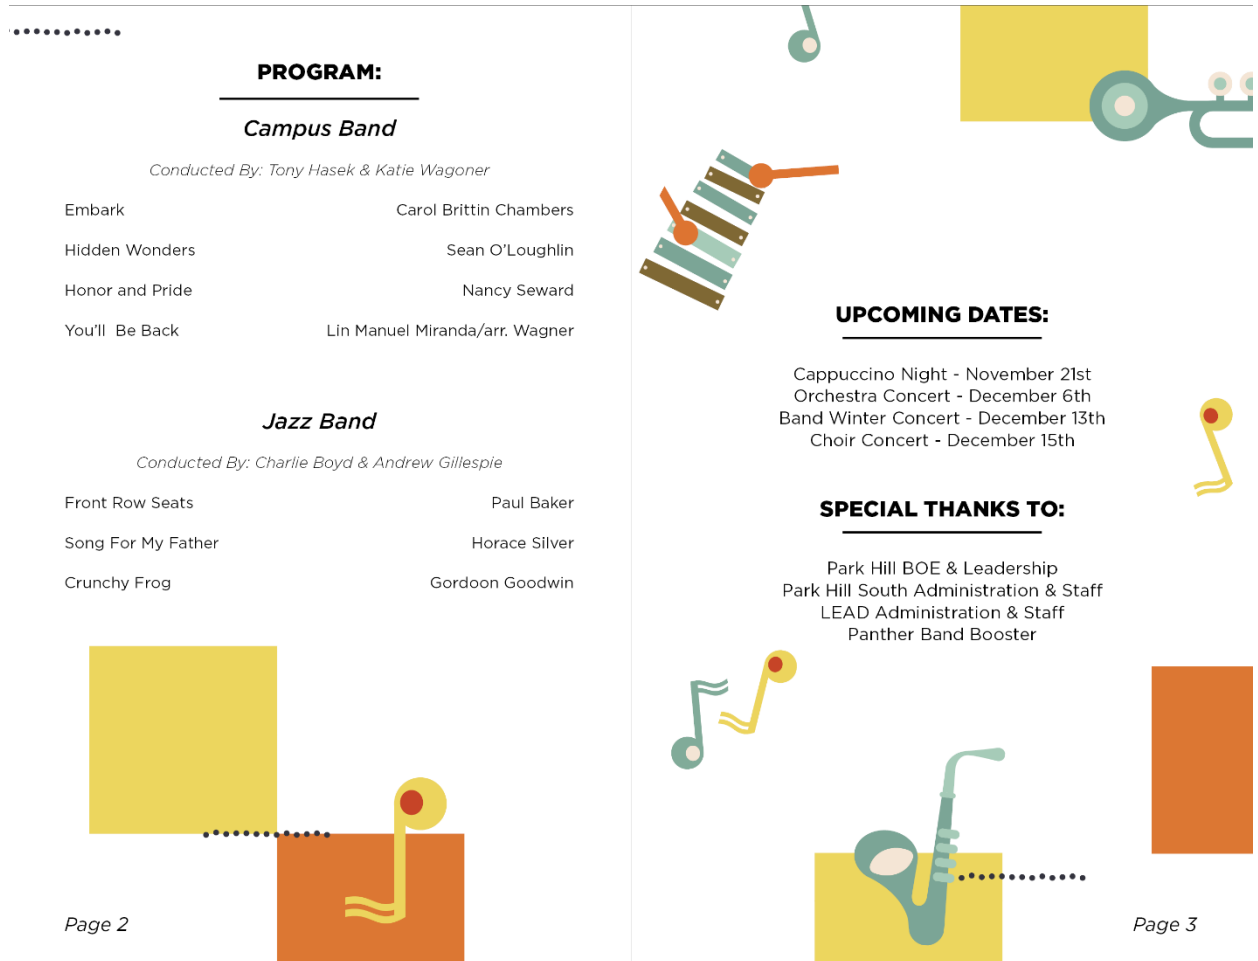 PROGRAM:
Campus Band
Conducted By: Tony Hasek & Katie Wagoner
Embark Carol Brittin Chambers
Hidden Wonders Sean O'Loughlin
Honor and Pride Nancy Seward
You'll  Be Back Lin Manuel Miranda/arr. Wagner
Jazz Band
Conducted By: Charlie Boyd & Andrew Gillespie
Front Row Seats Paul Baker
Song For My Father Horace Silver
Crunchy Frog Gordoon Goodwin
Page 2
UPCOMING DATES:
Cappuccino Night - November 21st
Orchestra Concert - December 6th
Band Winter Concert - December 13th
Choir Concert - December 15th
SPECIAL THANKS TO:
Park Hill BOE & Leadership
Park Hill South Administration & Staff
LEAD Administration & Staff
Panther Band Booster
Page 3